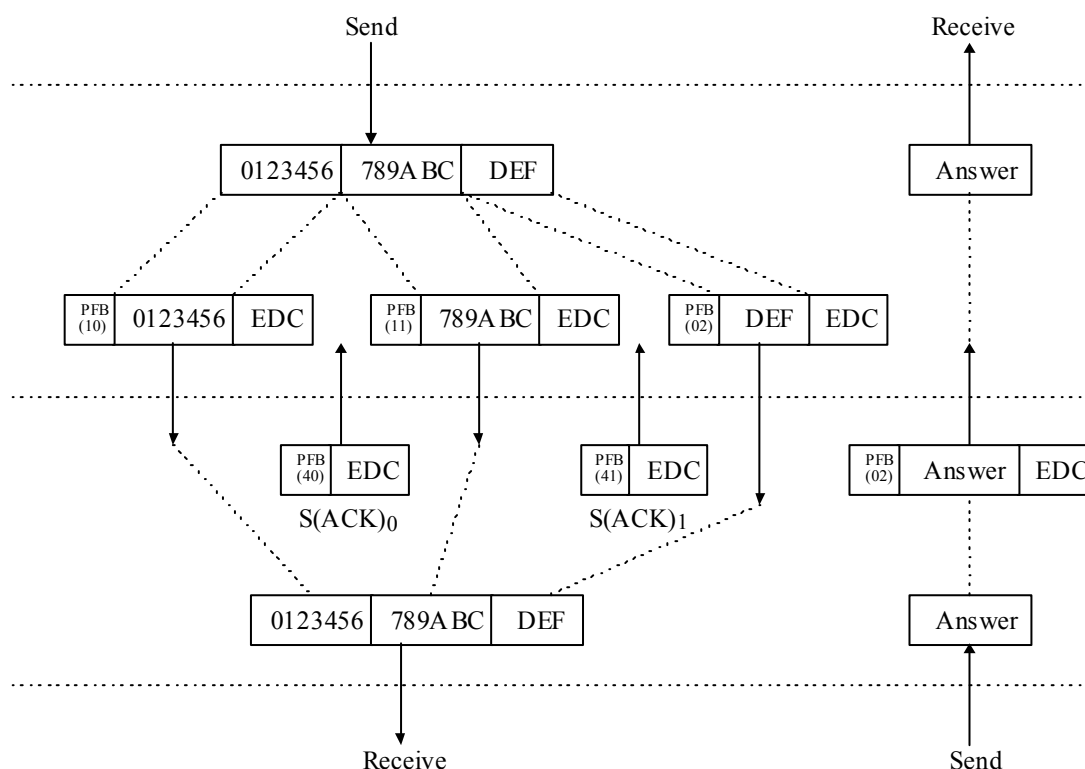 Send Receive
0123456 789ABC DEF Answer
PFB (10) 0123456 EDC PFB (11) 789ABC EDC PFB (02) DEF EDC
PFB (40) EDC PFB (41) EDC PFB (02) Answer EDC
S(ACK)0 S(ACK)1
0123456 789ABC DEF Answer
Receive Send